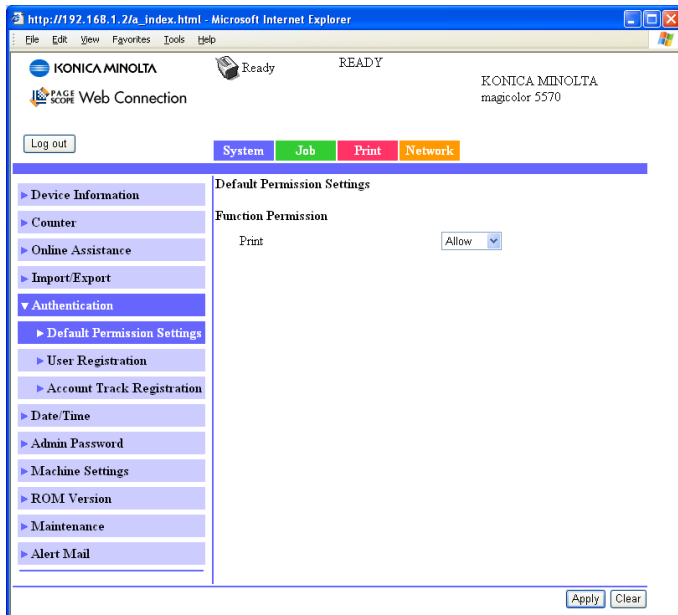 http://192.168.1.2/a_index.html - Microsoft Internet Explorer
File Edit View Favorites Tools Help
KONICA MINOLTA
Ready
READY
KONICA MINOLTA
magicolor 5570
PAGE SCOPE Web Connection
Log out
System Job Print Network
Device Information
Counter
Online Assistance
Import/Export
Authentication
Default Permission Settings
User Registration
Account Track Registration
Date/Time
Admin Password
Machine Settings
ROM Version
Maintenance
Alert Mail
Default Permission Settings
Function Permission
Print Allow
Apply Clear